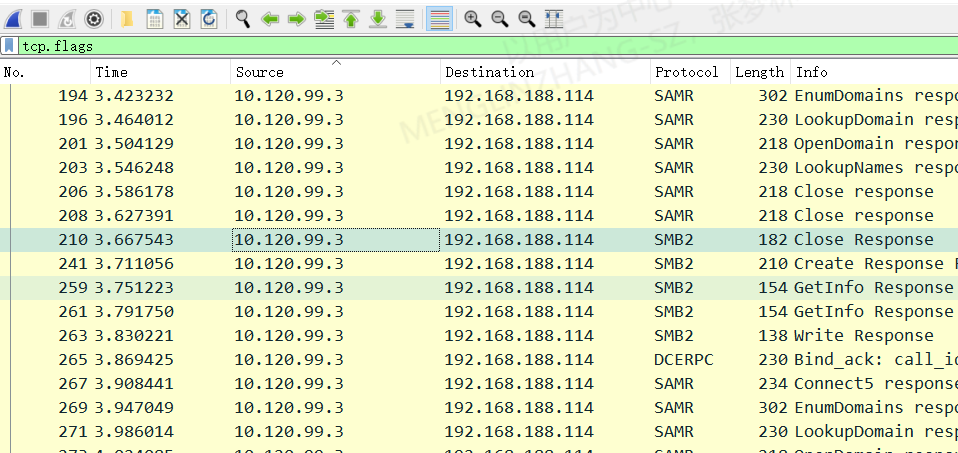 以用户为中心
MENGLINZHANG-SZ,
tcp.flags
No. Time Source Destination Protocol Length Info
194 3.423232 10.120.99.3 192.168.188.114 SAMR 302 EnumDomains respo
196 3.464012 10.120.99.3 192.168.188.114 SAMR 230 LookupDomain resp
201 3.504129 10.120.99.3 192.168.188.114 SAMR 218 OpenDomain respon
203 3.546248 10.120.99.3 192.168.188.114 SAMR 230 LookupNames respo
206 3.586178 10.120.99.3 192.168.188.114 SAMR 218 Close response
208 3.627391 10.120.99.3 192.168.188.114 SAMR 218 Close response
210 3.667543 10.120.99.3 192.168.188.114 SMB2 182 Close Response
241 3.711056 10.120.99.3 192.168.188.114 SMB2 210 Create Response F
259 3.751223 10.120.99.3 192.168.188.114 SMB2 154 GetInfo Response
261 3.791750 10.120.99.3 192.168.188.114 SMB2 154 GetInfo Response
263 3.830221 10.120.99.3 192.168.188.114 SMB2 138 Write Response
265 3.869425 10.120.99.3 192.168.188.114 DCERPC 230 Bind_ack: call_id
267 3.908441 10.120.99.3 192.168.188.114 SAMR 234 Connect5 response
269 3.947049 10.120.99.3 192.168.188.114 SAMR 302 EnumDomains respo
271 3.986014 10.120.99.3 192.168.188.114 SAMR 230 LookupDomain resp